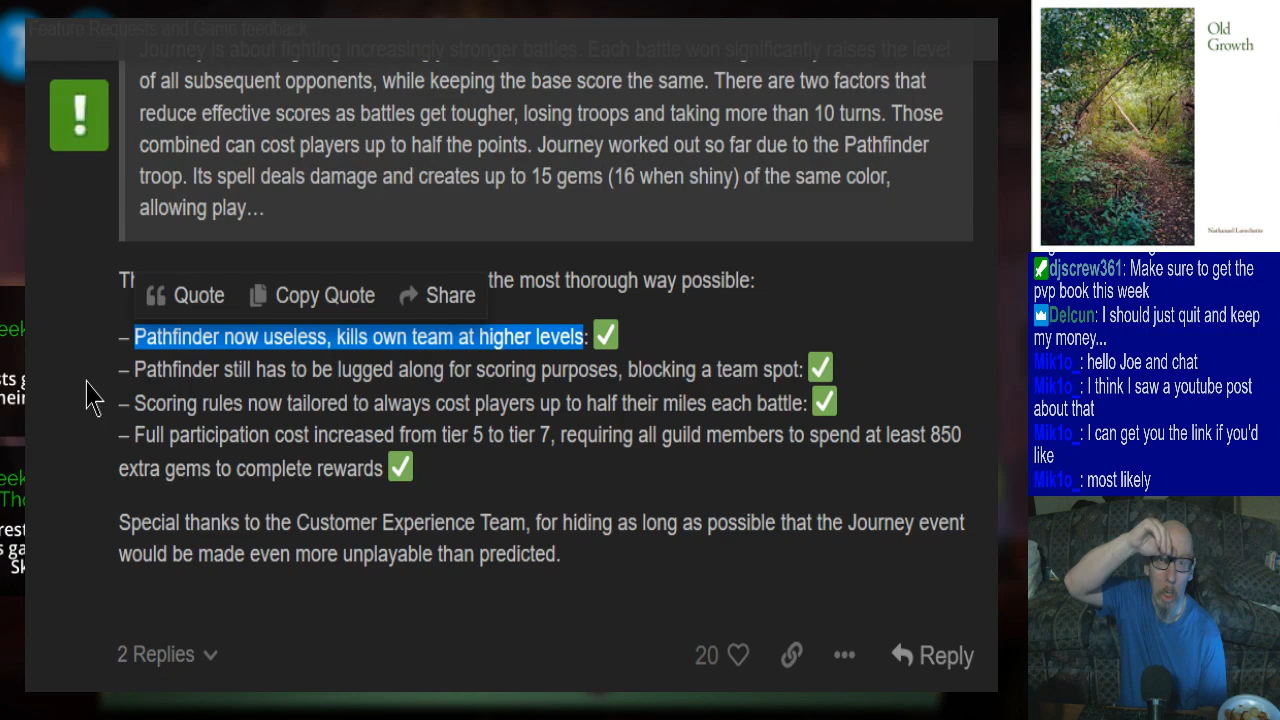 Feature Requests and Game feedback
Journey is about fighting increasingly stronger battles. Each battle won significantly raises the level
of all subsequent opponents, while keeping the base score the same. There are two factors that
reduce effective scores as battles get tougher, losing troops and taking more than 10 turns. Those
combined can cost players up to half the points. Journey worked out so far due to the Pathfinder
troop. Its spell deals damage and creates up to 15 gems (16 when shiny) of the same color,
allowing play…
the most thorough way possible:
Quote Copy Quote Share
– Pathfinder now useless, kills own team at higher levels: ✅
– Pathfinder still has to be lugged along for scoring purposes, blocking a team spot: ✅
– Scoring rules now tailored to always cost players up to half their miles each battle: ✅
– Full participation cost increased from tier 5 to tier 7, requiring all guild members to spend at least 850
extra gems to complete rewards ✅
Special thanks to the Customer Experience Team, for hiding as long as possible that the Journey event
would be made even more unplayable than predicted.
2 Replies
20
Reply
Old
Growth
Nathanael Larochette
djscrew361: Make sure to get the
pvp book this week
Delcun: I should just quit and keep
my money...
Mik1o_: hello Joe and chat
Mik1o_: I think I saw a youtube post
about that
Mik1o_: I can get you the link if you'd
like
Mik1o_: most likely